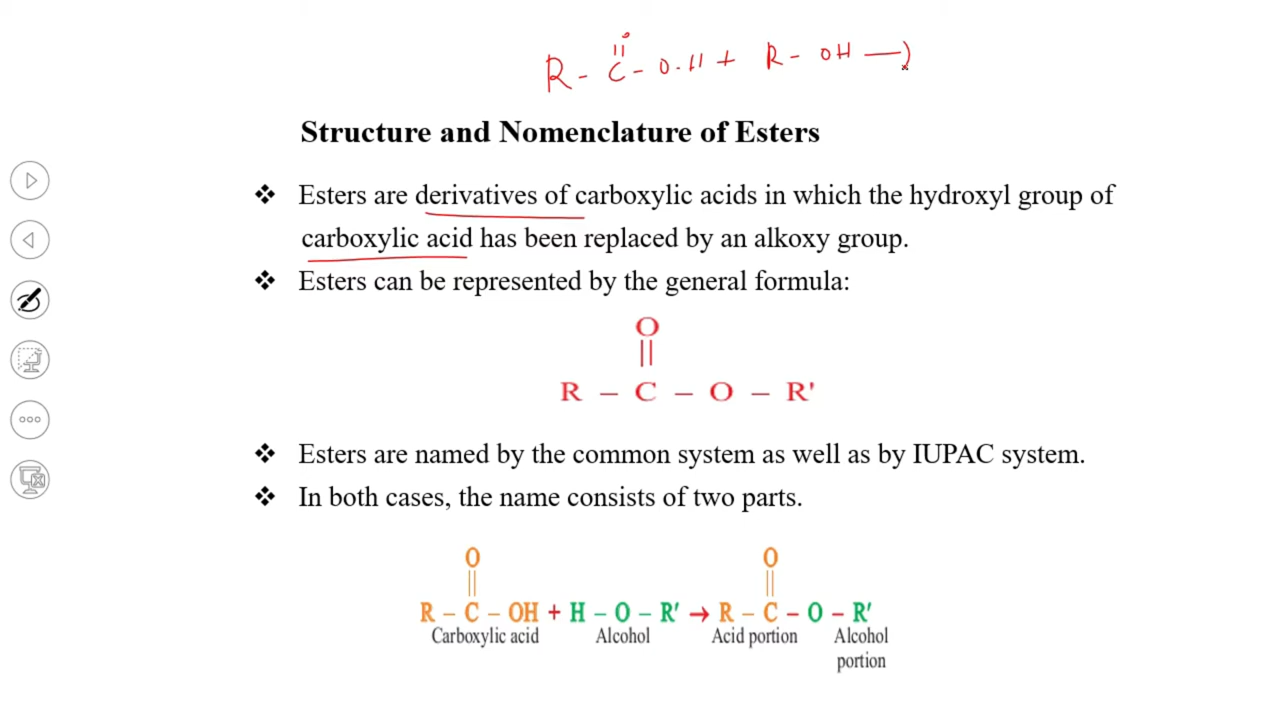 R - C - O-H + R - OH →
O
||
Structure and Nomenclature of Esters
❖ Esters are derivatives of carboxylic acids in which the hydroxyl group of
carboxylic acid has been replaced by an alkoxy group.
❖ Esters can be represented by the general formula:
O
||
R – C – O – R'
❖ Esters are named by the common system as well as by IUPAC system.
❖ In both cases, the name consists of two parts.
O O
|| ||
R – C – OH + H – O – R' → R – C – O – R'
Carboxylic acid Alcohol Acid portion Alcohol
portion